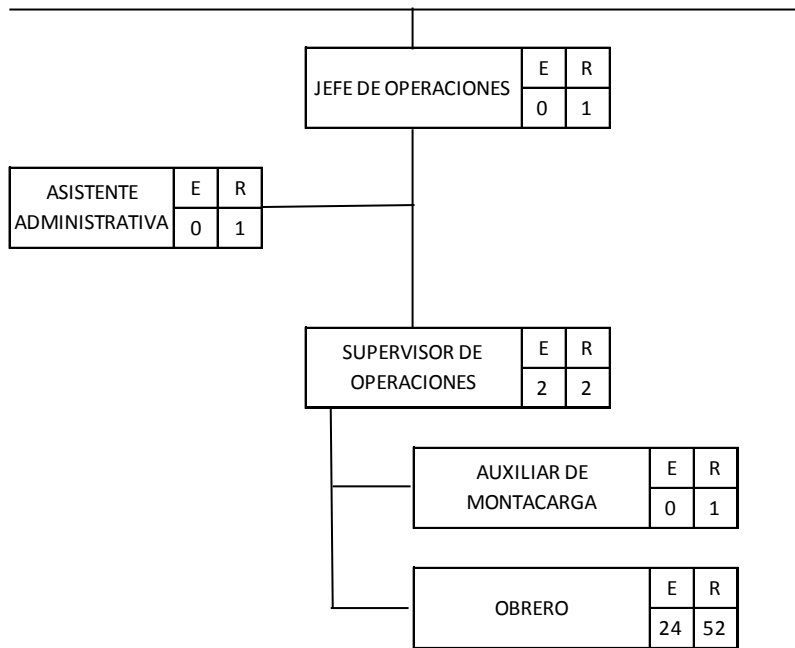 JEFE DE OPERACIONES
E R
0 1
ASISTENTE
ADMINISTRATIVA
E R
0 1
SUPERVISOR DE
OPERACIONES
E R
2 2
AUXILIAR DE
MONTACARGA
E R
0 1
OBRERO
E R
24 52